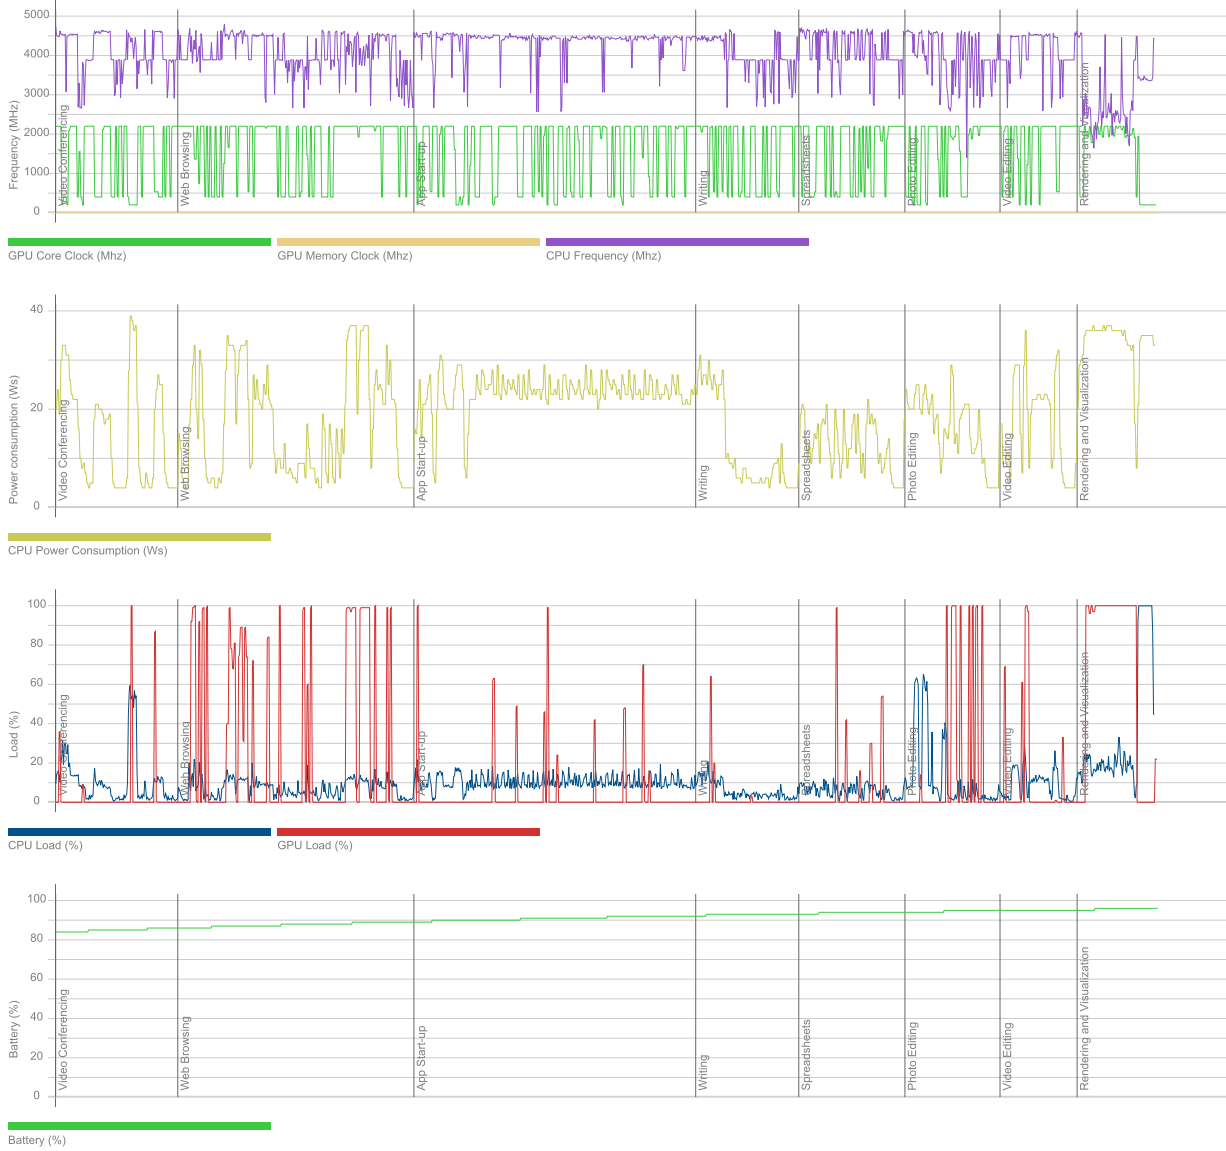 5000
4000
3000
2000
1000
0
Frequency (MHz)
Video Conferencing
Web Browsing
App Start-up
Writing
Spreadsheets
Photo Editing
Video Editing
Rendering and Visualization
GPU Core Clock (Mhz)
GPU Memory Clock (Mhz)
CPU Frequency (Mhz)
40
20
0
Power consumption (Ws)
Video Conferencing
Web Browsing
App Start-up
Writing
Spreadsheets
Photo Editing
Video Editing
Rendering and Visualization
CPU Power Consumption (Ws)
100
80
60
40
20
0
Load (%)
Video Conferencing
Web Browsing
App Start-up
Writing
Spreadsheets
Photo Editing
Video Editing
Rendering and Visualization
CPU Load (%)
GPU Load (%)
100
80
60
40
20
0
Battery (%)
Video Conferencing
Web Browsing
App Start-up
Writing
Spreadsheets
Photo Editing
Video Editing
Rendering and Visualization
Battery (%)